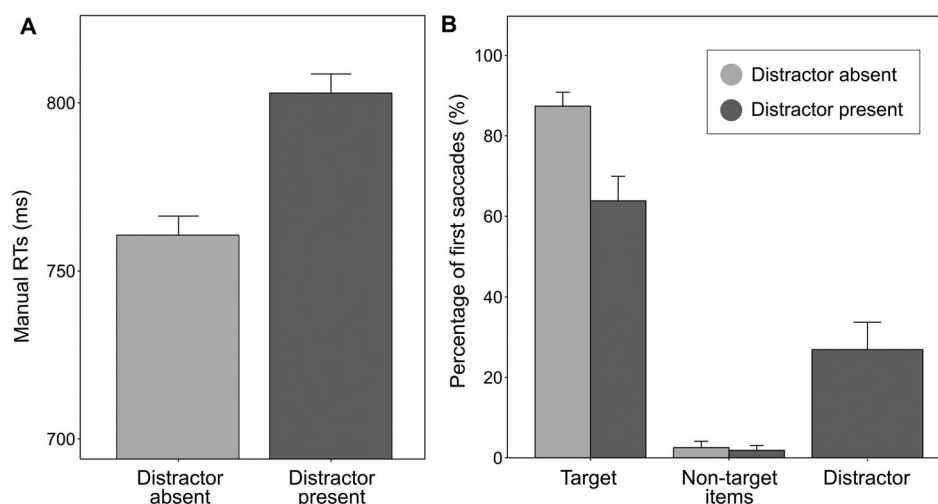 A
Manual RTs (ms)
800
750
700
Distractor absent
Distractor present
B
Percentage of first saccades (%)
100
80
60
40
20
0
Distractor absent
Distractor present
Target
Non-target items
Distractor